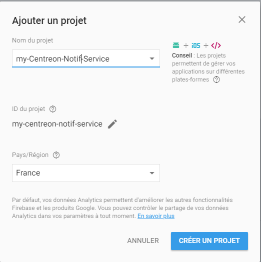 Ajouter un projet
Nom du projet
my-Centreon-Notif-Service
+ iOS + </>
Conseil : Les projets
permettent de gérer vos
applications sur différentes
plates-formes
ID du projet
my-centreon-notif-service
Pays/Région
France
Par défaut, vos données Analytics permettent d'améliorer les autres fonctionnalités
Firebase et les produits Google. Vous pouvez contrôler le partage de vos données
Analytics dans vos paramètres à tout moment. En savoir plus
ANNULER
CRÉER UN PROJET